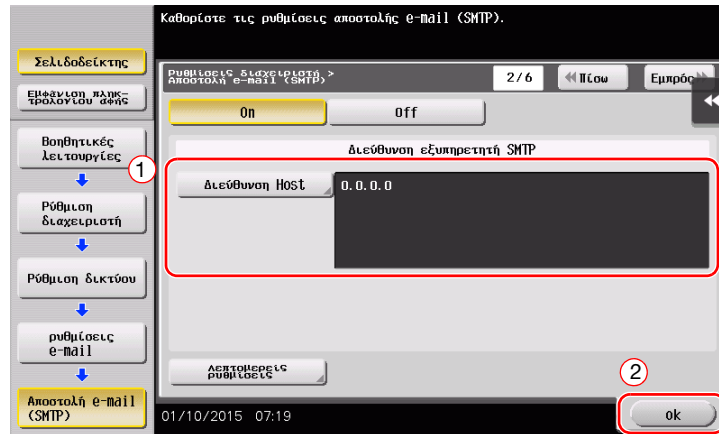 Καθορίστε τις ρυθμίσεις αποστολής e-mail (SMTP).
Σελιδοδείκτης
Εμφάνιση πληκ-
τρολογίου αφής
Βοηθητικές
λειτουργίες
1
Ρύθμιση
διαχειριστή
Ρύθμιση δικτύου
ρυθμίσεις
e-mail
Αποστολή e-mail
(SMTP)
Ρυθμίσεις διαχειριστή >
Αποστολή e-mail (SMTP)
2/6
Πίσω
Εμπρός
On
Off
Διεύθυνση εξυπηρετητή SMTP
Διεύθυνση Host
0.0.0.0
Λεπτομερείς
ρυθμίσεις
2
01/10/2015 07:19
ok